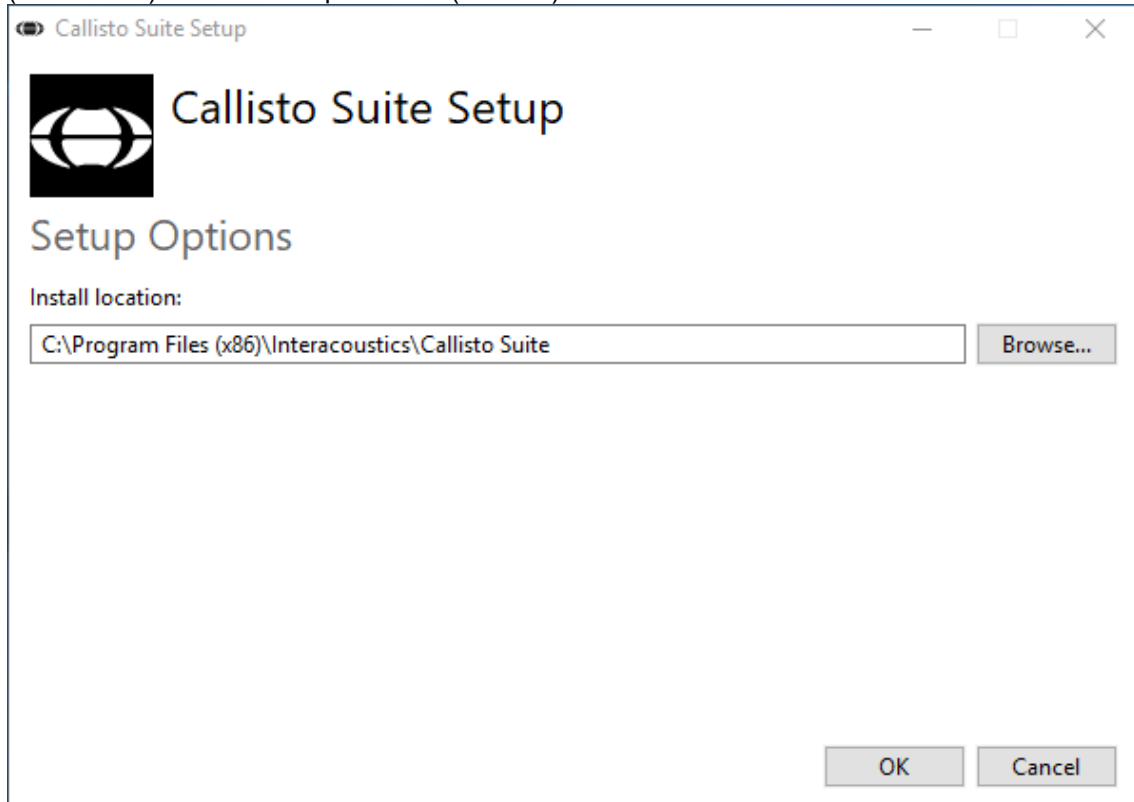 Callisto Suite Setup
Callisto Suite Setup
Setup Options
Install location:
C:\Program Files (x86)\Interacoustics\Callisto Suite
Browse...
OK Cancel